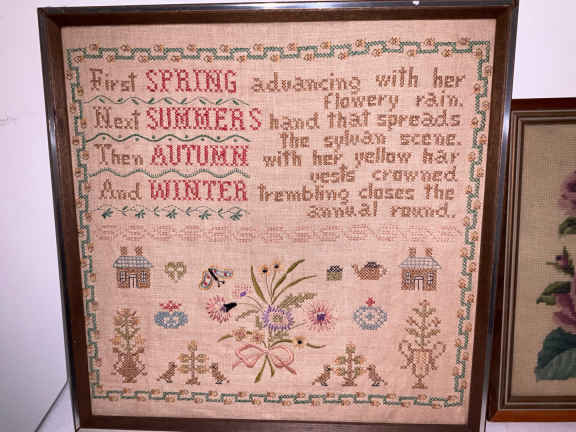 First SPRING advancing with her
flowery rain.
Next SUMMERS hand that spreads
the sylvan scene.
Then AUTUMN with her yellow har
vests crowned
And WINTER trembling closes the
annual round.